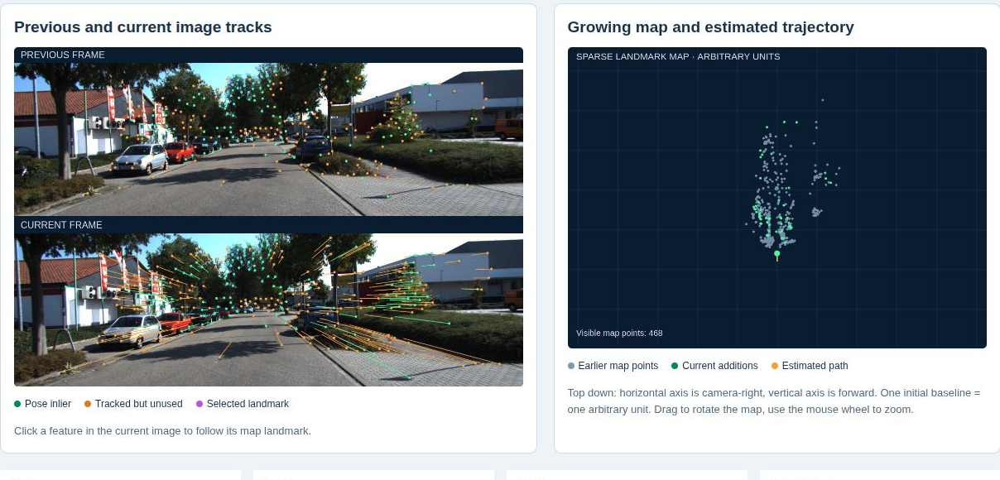 Previous and current image tracks
PREVIOUS FRAME
CURRENT FRAME
Pose inlier
Tracked but unused
Selected landmark
Click a feature in the current image to follow its map landmark.
Growing map and estimated trajectory
SPARSE LANDMARK MAP · ARBITRARY UNITS
Visible map points: 468
Earlier map points
Current additions
Estimated path
Top down: horizontal axis is camera-right, vertical axis is forward. One initial baseline =
one arbitrary unit. Drag to rotate the map, use the mouse wheel to zoom.